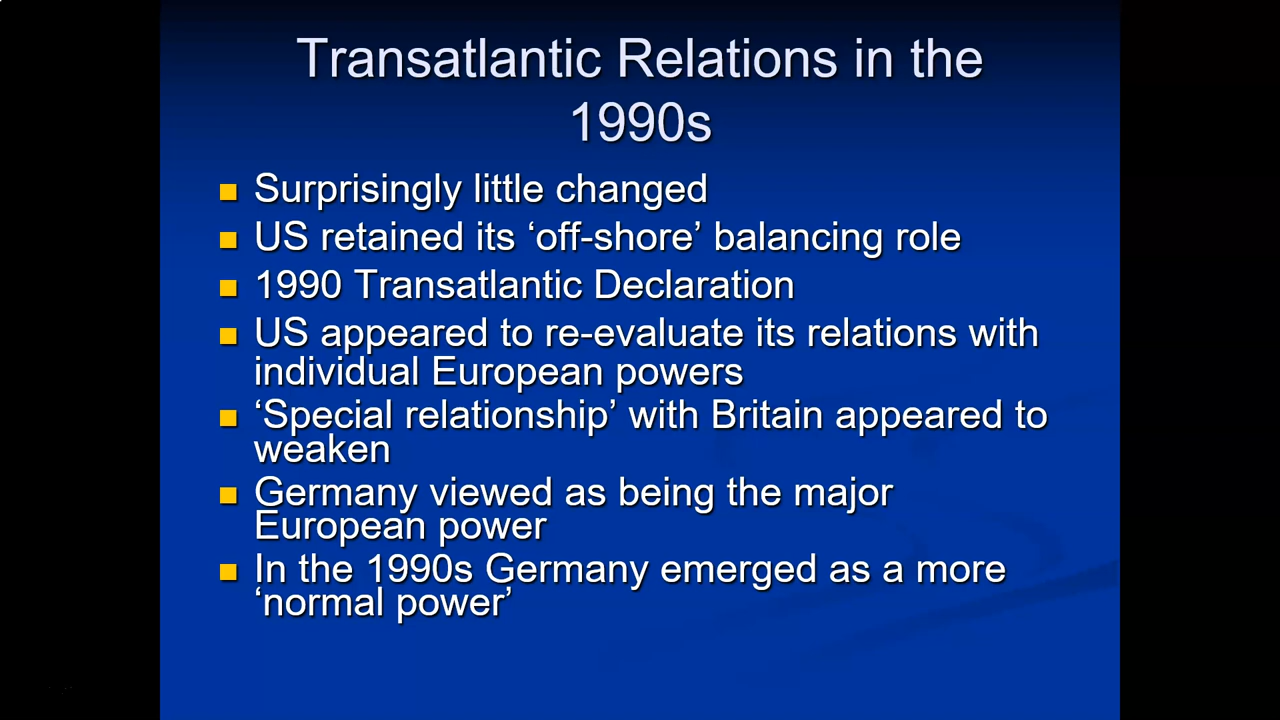 Transatlantic Relations in the
1990s
Surprisingly little changed
US retained its ‘off-shore’ balancing role
1990 Transatlantic Declaration
US appeared to re-evaluate its relations with
individual European powers
‘Special relationship’ with Britain appeared to
weaken
Germany viewed as being the major
European power
In the 1990s Germany emerged as a more
‘normal power’